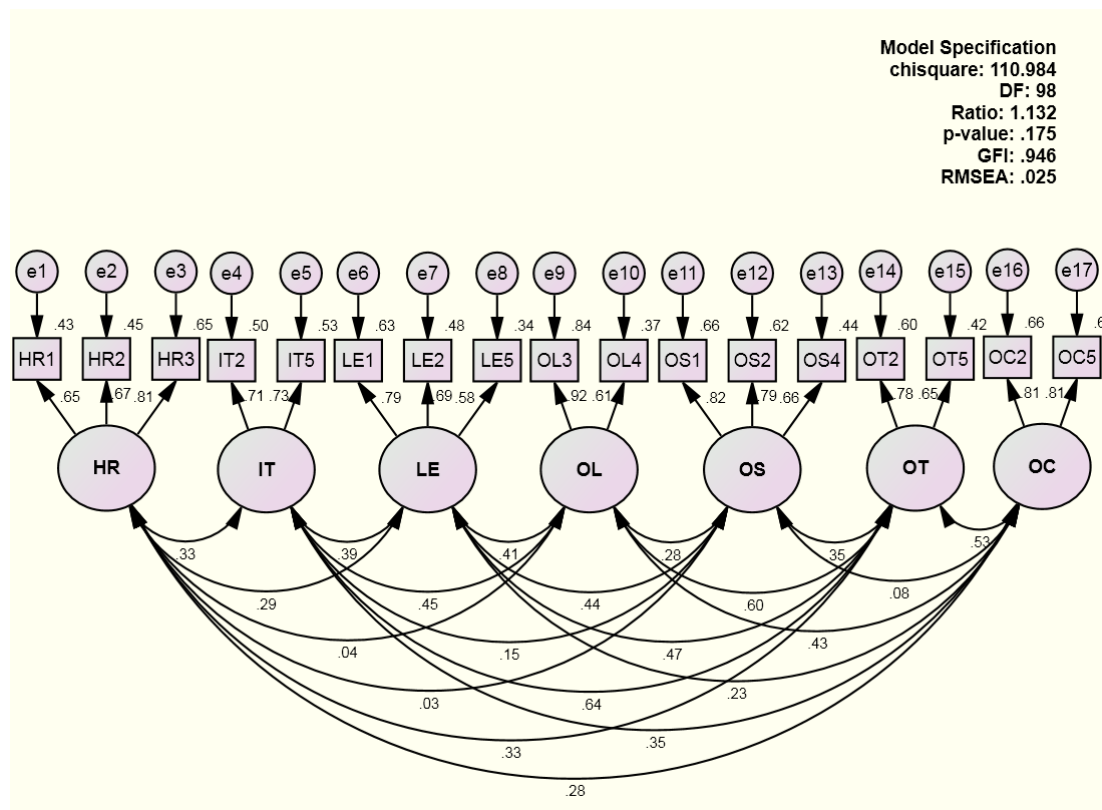 Model Specification
chisquare: 110.984
DF: 98
Ratio: 1.132
p-value: .175
GFI: .946
RMSEA: .025
e1 e2 e3 e4 e5 e6 e7 e8 e9 e10 e11 e12 e13 e14 e15 e16 e17
.43 .45 .65 .50 .53 .63 .48 .34 .84 .37 .66 .62 .44 .60 .42 .66
HR1 HR2 HR3 IT2 IT5 LE1 LE2 LE5 OL3 OL4 OS1 OS2 OS4 OT2 OT5 OC2 OC5
.65 .67 .81 .71 .73 .79 .69 .58 .92 .61 .82 .79 .66 .78 .65 .81 .81
HR IT LE OL OS OT OC
.33 .39 .41 .28 .35 .53
.29 .45 .44 .60 .08
.04 .15 .47 .43
.03 .64 .23
.33 .35
.28